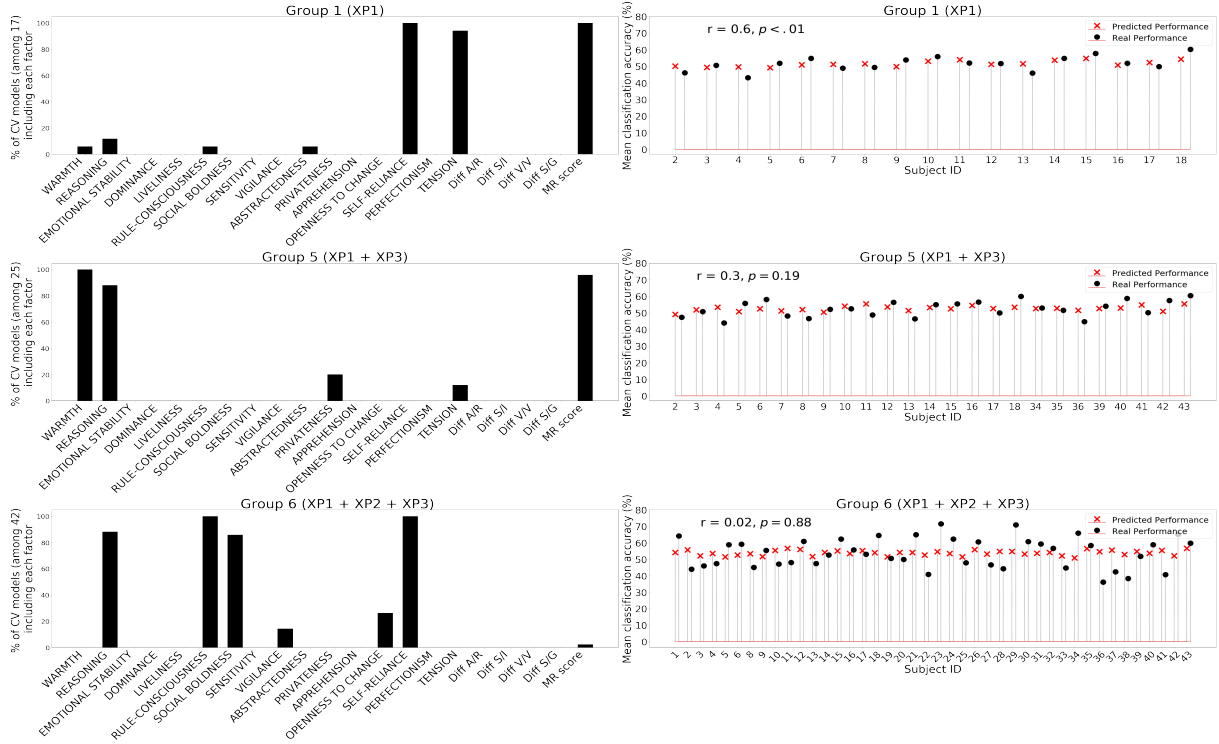 Group 1 (XP1)
% of CV models (among 17)
including each factor
100
80
60
40
20
0
WARMTH
REASONING
EMOTIONAL STABILITY
DOMINANCE
LIVELINESS
RULE-CONSCIOUSNESS
SOCIAL BOLDNESS
SENSITIVITY
VIGILANCE
ABSTRACTEDNESS
PRIVATENESS
APPREHENSION
OPENNESS TO CHANGE
SELF-RELIANCE
PERFECTIONISM
TENSION
Diff A/R
Diff S/I
Diff V/V
Diff S/G
MR score
Group 1 (XP1)
Mean classification accuracy (%)
80
70
60
50
40
30
20
10
0
r = 0.6, p < .01
Predicted Performance
Real Performance
2 3 4 5 6 7 8 9 10 11 12 13 14 15 16 17 18
Subject ID
Group 5 (XP1 + XP3)
% of CV models (among 25)
including each factor
100
80
60
40
20
0
WARMTH
REASONING
EMOTIONAL STABILITY
DOMINANCE
LIVELINESS
RULE-CONSCIOUSNESS
SOCIAL BOLDNESS
SENSITIVITY
VIGILANCE
ABSTRACTEDNESS
PRIVATENESS
APPREHENSION
OPENNESS TO CHANGE
SELF-RELIANCE
PERFECTIONISM
TENSION
Diff A/R
Diff S/I
Diff V/V
Diff S/G
MR score
Group 5 (XP1 + XP3)
Mean classification accuracy (%)
80
70
60
50
40
30
20
10
0
r = 0.3, p = 0.19
Predicted Performance
Real Performance
2 3 4 5 6 7 8 9 10 11 12 13 14 15 16 17 18 34 35 36 39 40 41 42 43
Subject ID
Group 6 (XP1 + XP2 + XP3)
% of CV models (among 42)
including each factor
100
80
60
40
20
0
WARMTH
REASONING
EMOTIONAL STABILITY
DOMINANCE
LIVELINESS
RULE-CONSCIOUSNESS
SOCIAL BOLDNESS
SENSITIVITY
VIGILANCE
ABSTRACTEDNESS
PRIVATENESS
APPREHENSION
OPENNESS TO CHANGE
SELF-RELIANCE
PERFECTIONISM
TENSION
Diff A/R
Diff S/I
Diff V/V
Diff S/G
MR score
Group 6 (XP1 + XP2 + XP3)
Mean classification accuracy (%)
80
70
60
50
40
30
20
10
0
r = 0.02, p = 0.88
Predicted Performance
Real Performance
1 2 3 4 5 6 8 9 10 11 12 13 14 15 16 17 18 19 20 21 22 23 24 25 26 27 28 29 30 31 32 33 34 35 36 37 38 39 40 41 42 43
Subject ID